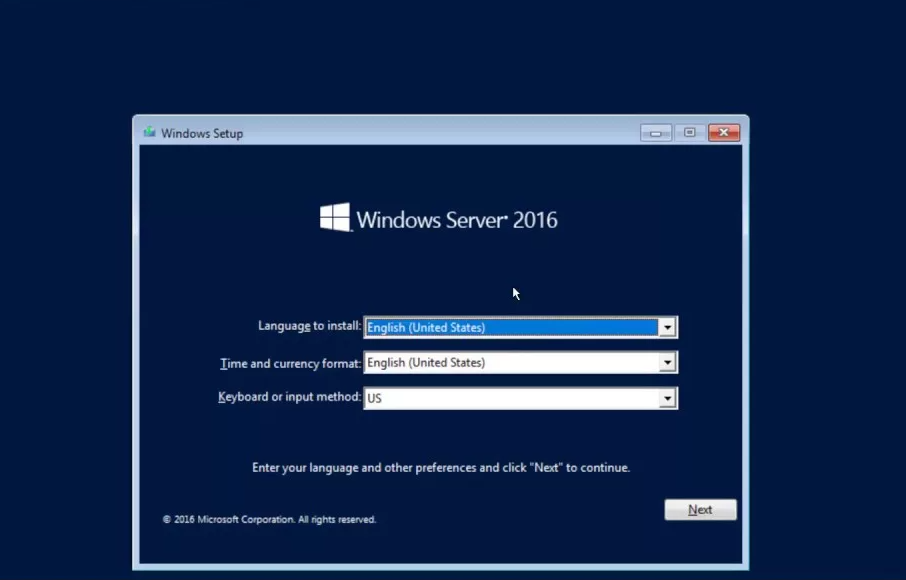 Windows Setup
Windows Server 2016
Language to install: English (United States)
Time and currency format: English (United States)
Keyboard or input method: US
Enter your language and other preferences and click "Next" to continue.
© 2016 Microsoft Corporation. All rights reserved.
Next